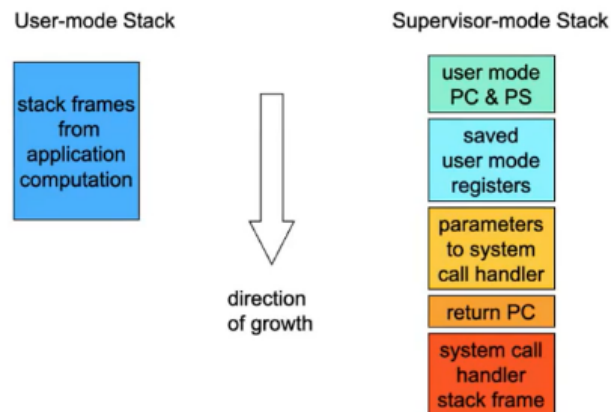 User-mode Stack
Supervisor-mode Stack
stack frames
from
application
computation
direction
of growth
user mode
PC & PS
saved
user mode
registers
parameters
to system
call handler
return PC
system call
handler
stack frame